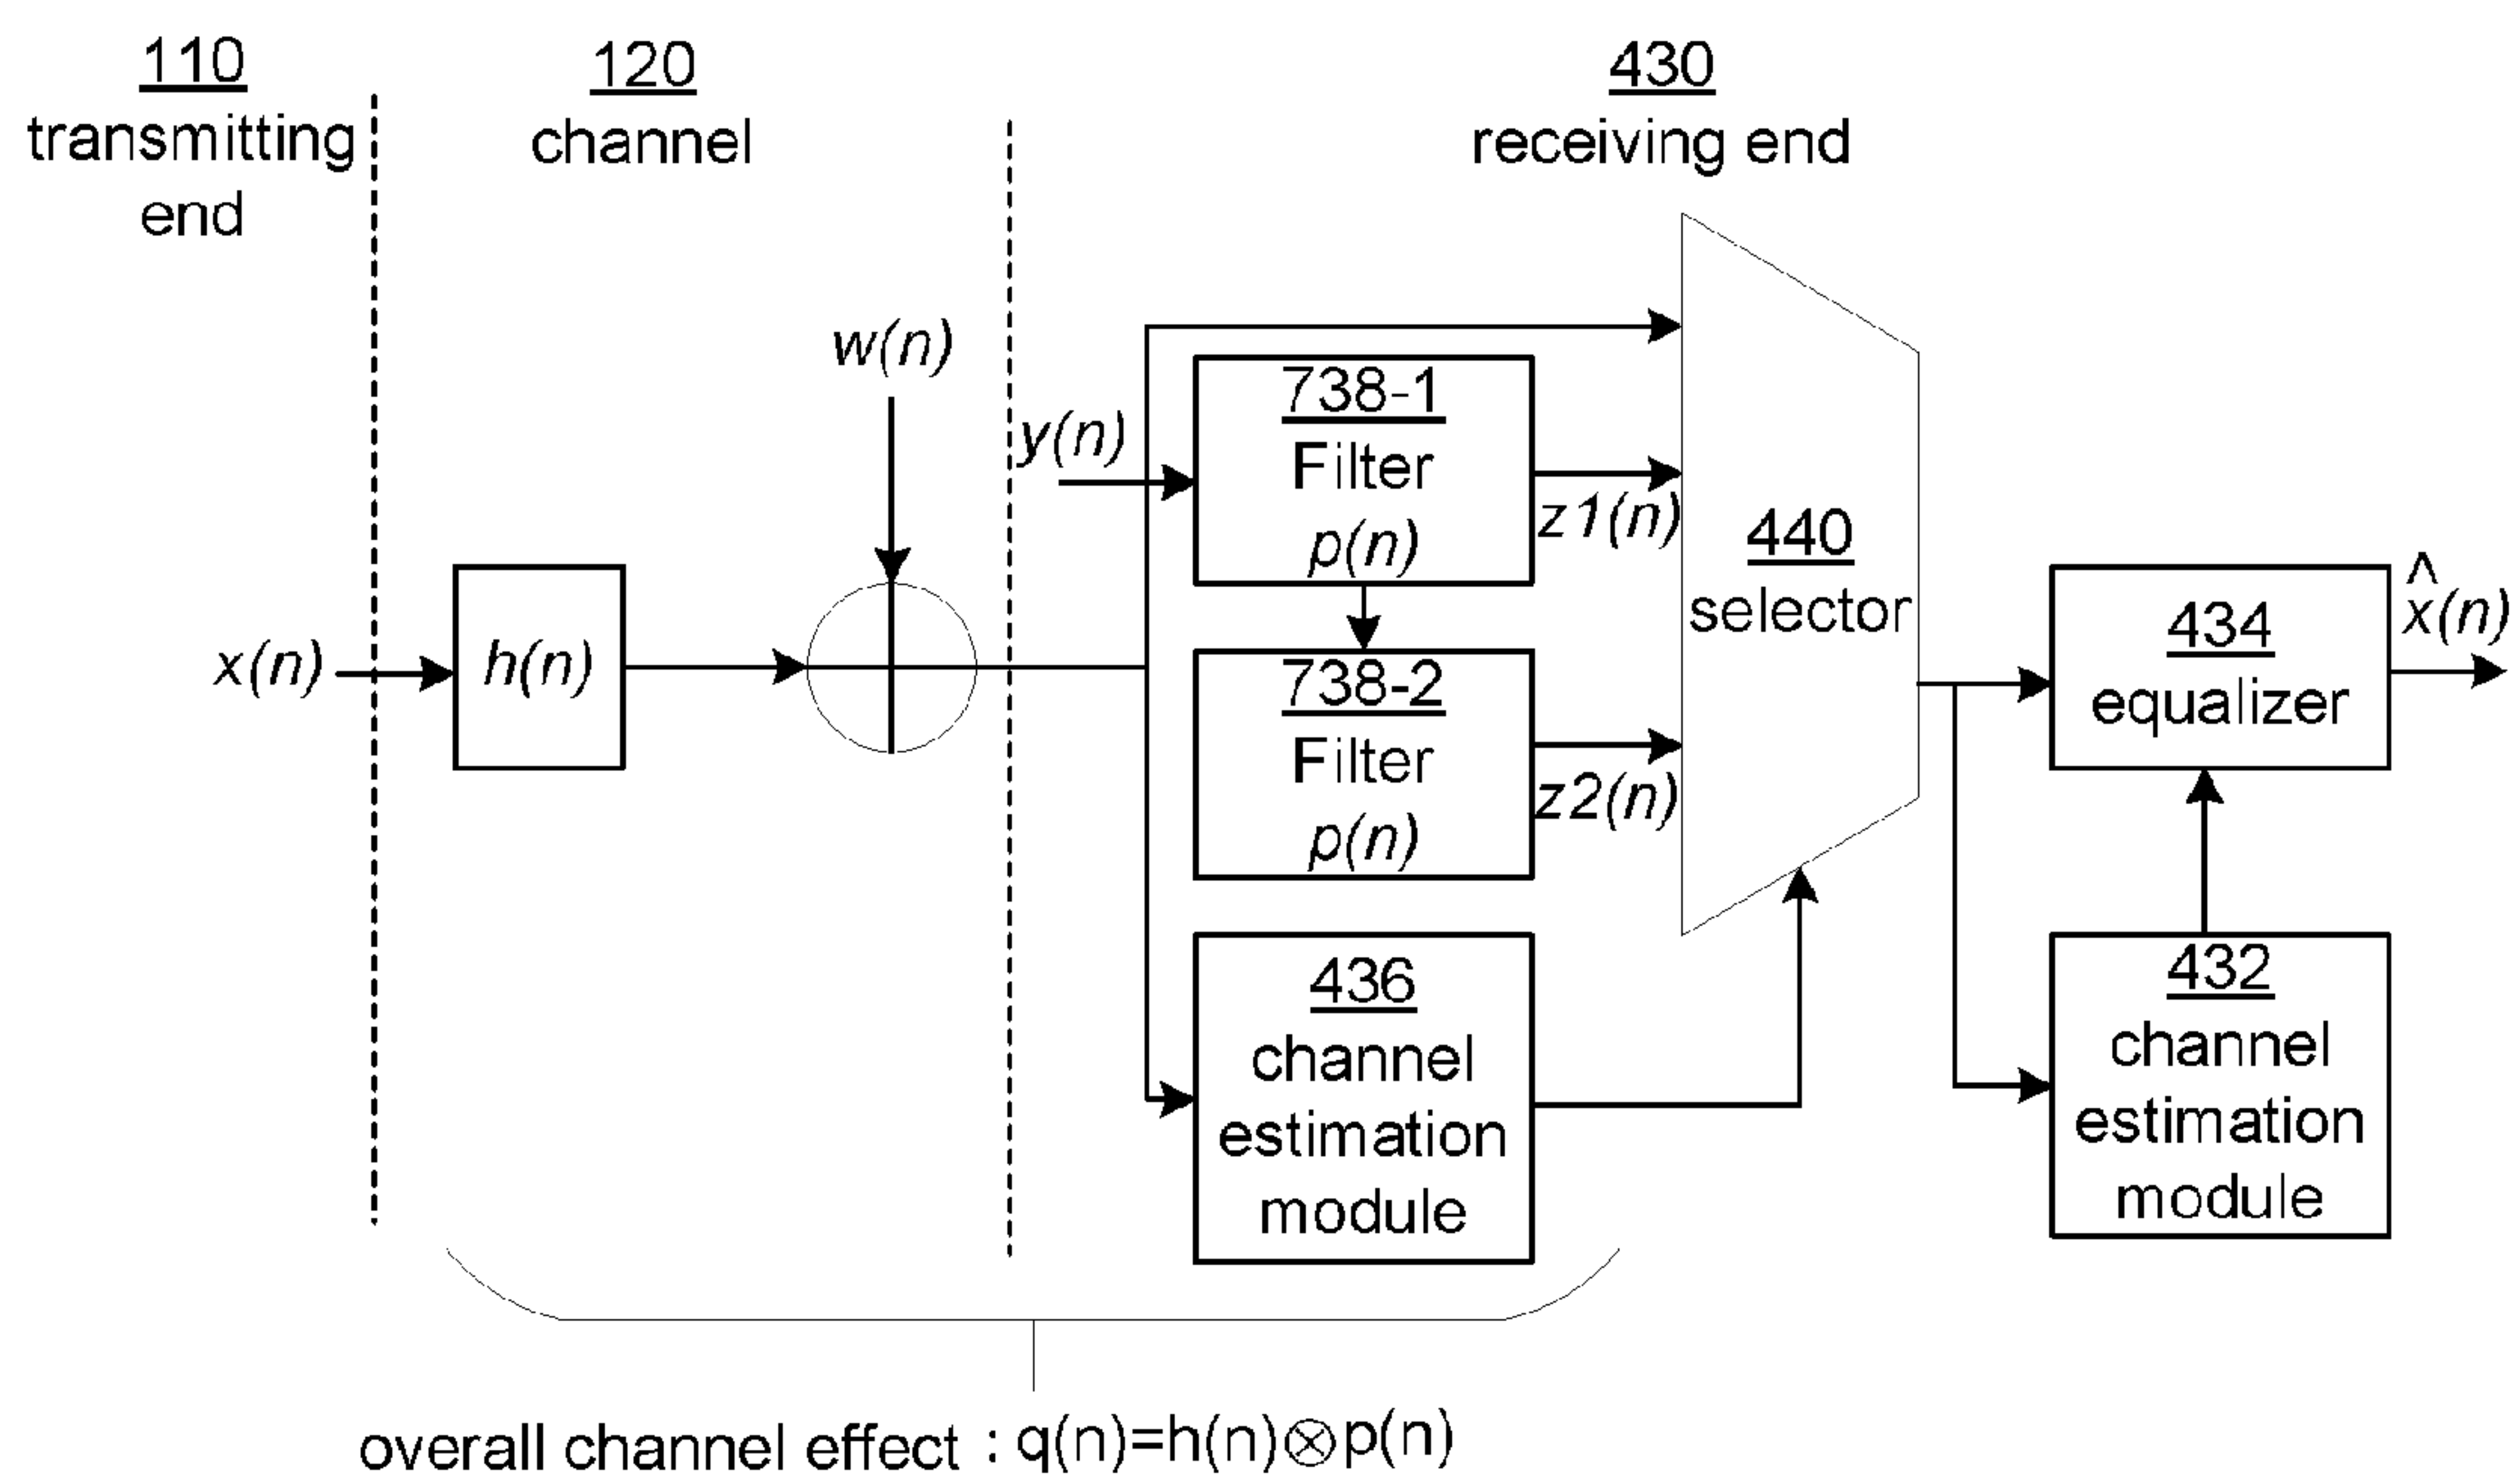 110
transmitting
end
120
channel
430
receiving end
w(n)
y(n)
738-1
Filter
p(n)
z1(n)
440
selector
x(n)
h(n)
738-2
Filter
p(n)
z2(n)
434
equalizer
^
x(n)
436
channel
estimation
module
432
channel
estimation
module
overall channel effect : q(n)=h(n)⊗p(n)